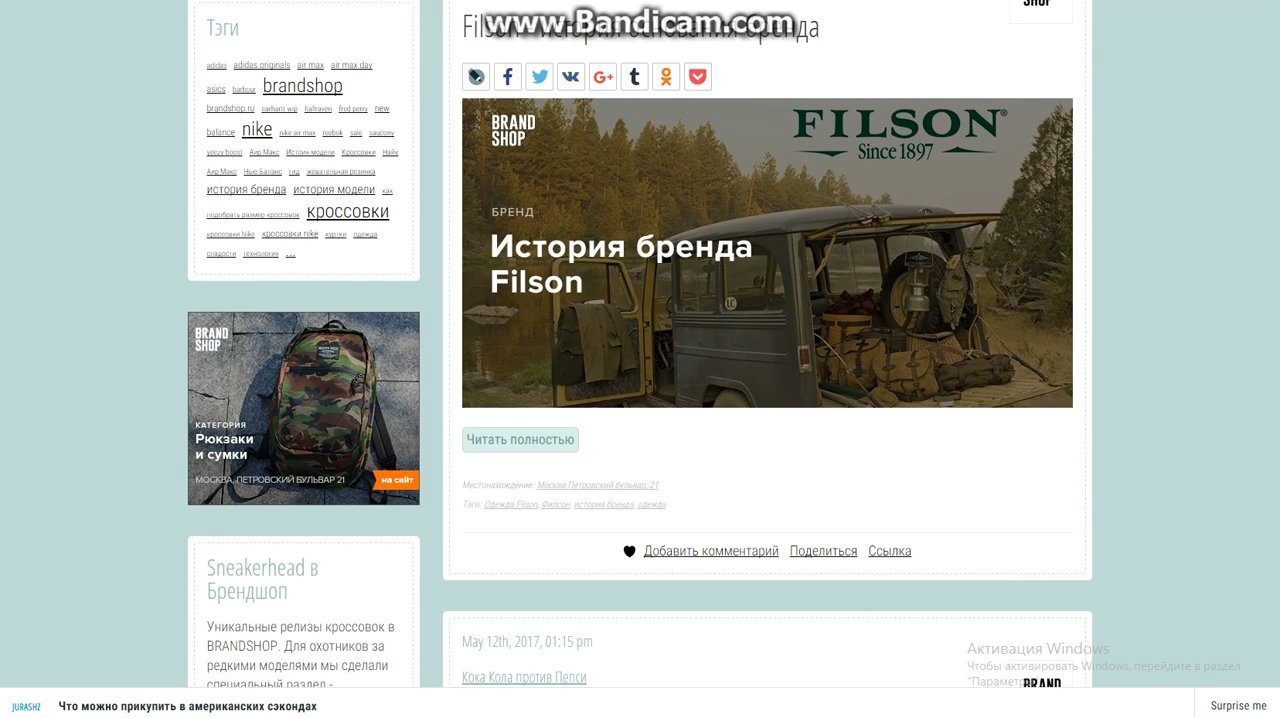 www.Bandicam.com
SHOP
Тэги
adidas adidas originals air max air max day
asics barbour brandshop
brandshop.ru carhartt wip fjallraven fred perry new
balance nike nike air max reebok sale saucony
yeezy boost Аир Макс Истоия модели Кроссовки Найк
Аир Макс Нью Баланс гид жевательная резинка
история бренда история модели как
подобрать размер кроссовок кроссовки
кроссовки Nike кроссовки nike куртки одежда
сладости технология ...
BRAND
SHOP
КАТЕГОРИЯ
Рюкзаки
и сумки
МОСКВА, ПЕТРОВСКИЙ БУЛЬВАР 21
на сайт
Sneakerhead в
Брендшоп
Уникальные релизы кроссовок в
BRANDSHOP. Для охотников за
редкими моделями мы сделали
специальный раздел -
BRAND
SHOP
FILSON®
Since 1897
БРЕНД
История бренда
Filson
Читать полностью
Местонахождение: Москва Петровский бульвар, 21
Тэги: Одежда Filson, Филсон, история бренда, одежда
Добавить комментарий Поделиться Ссылка
May 12th, 2017, 01:15 pm
Кока Кола против Пепси
BRAND
Активация Windows
Чтобы активировать Windows, перейдите в раздел
JURASHZ Что можно прикупить в американских сэкондах
Surprise me